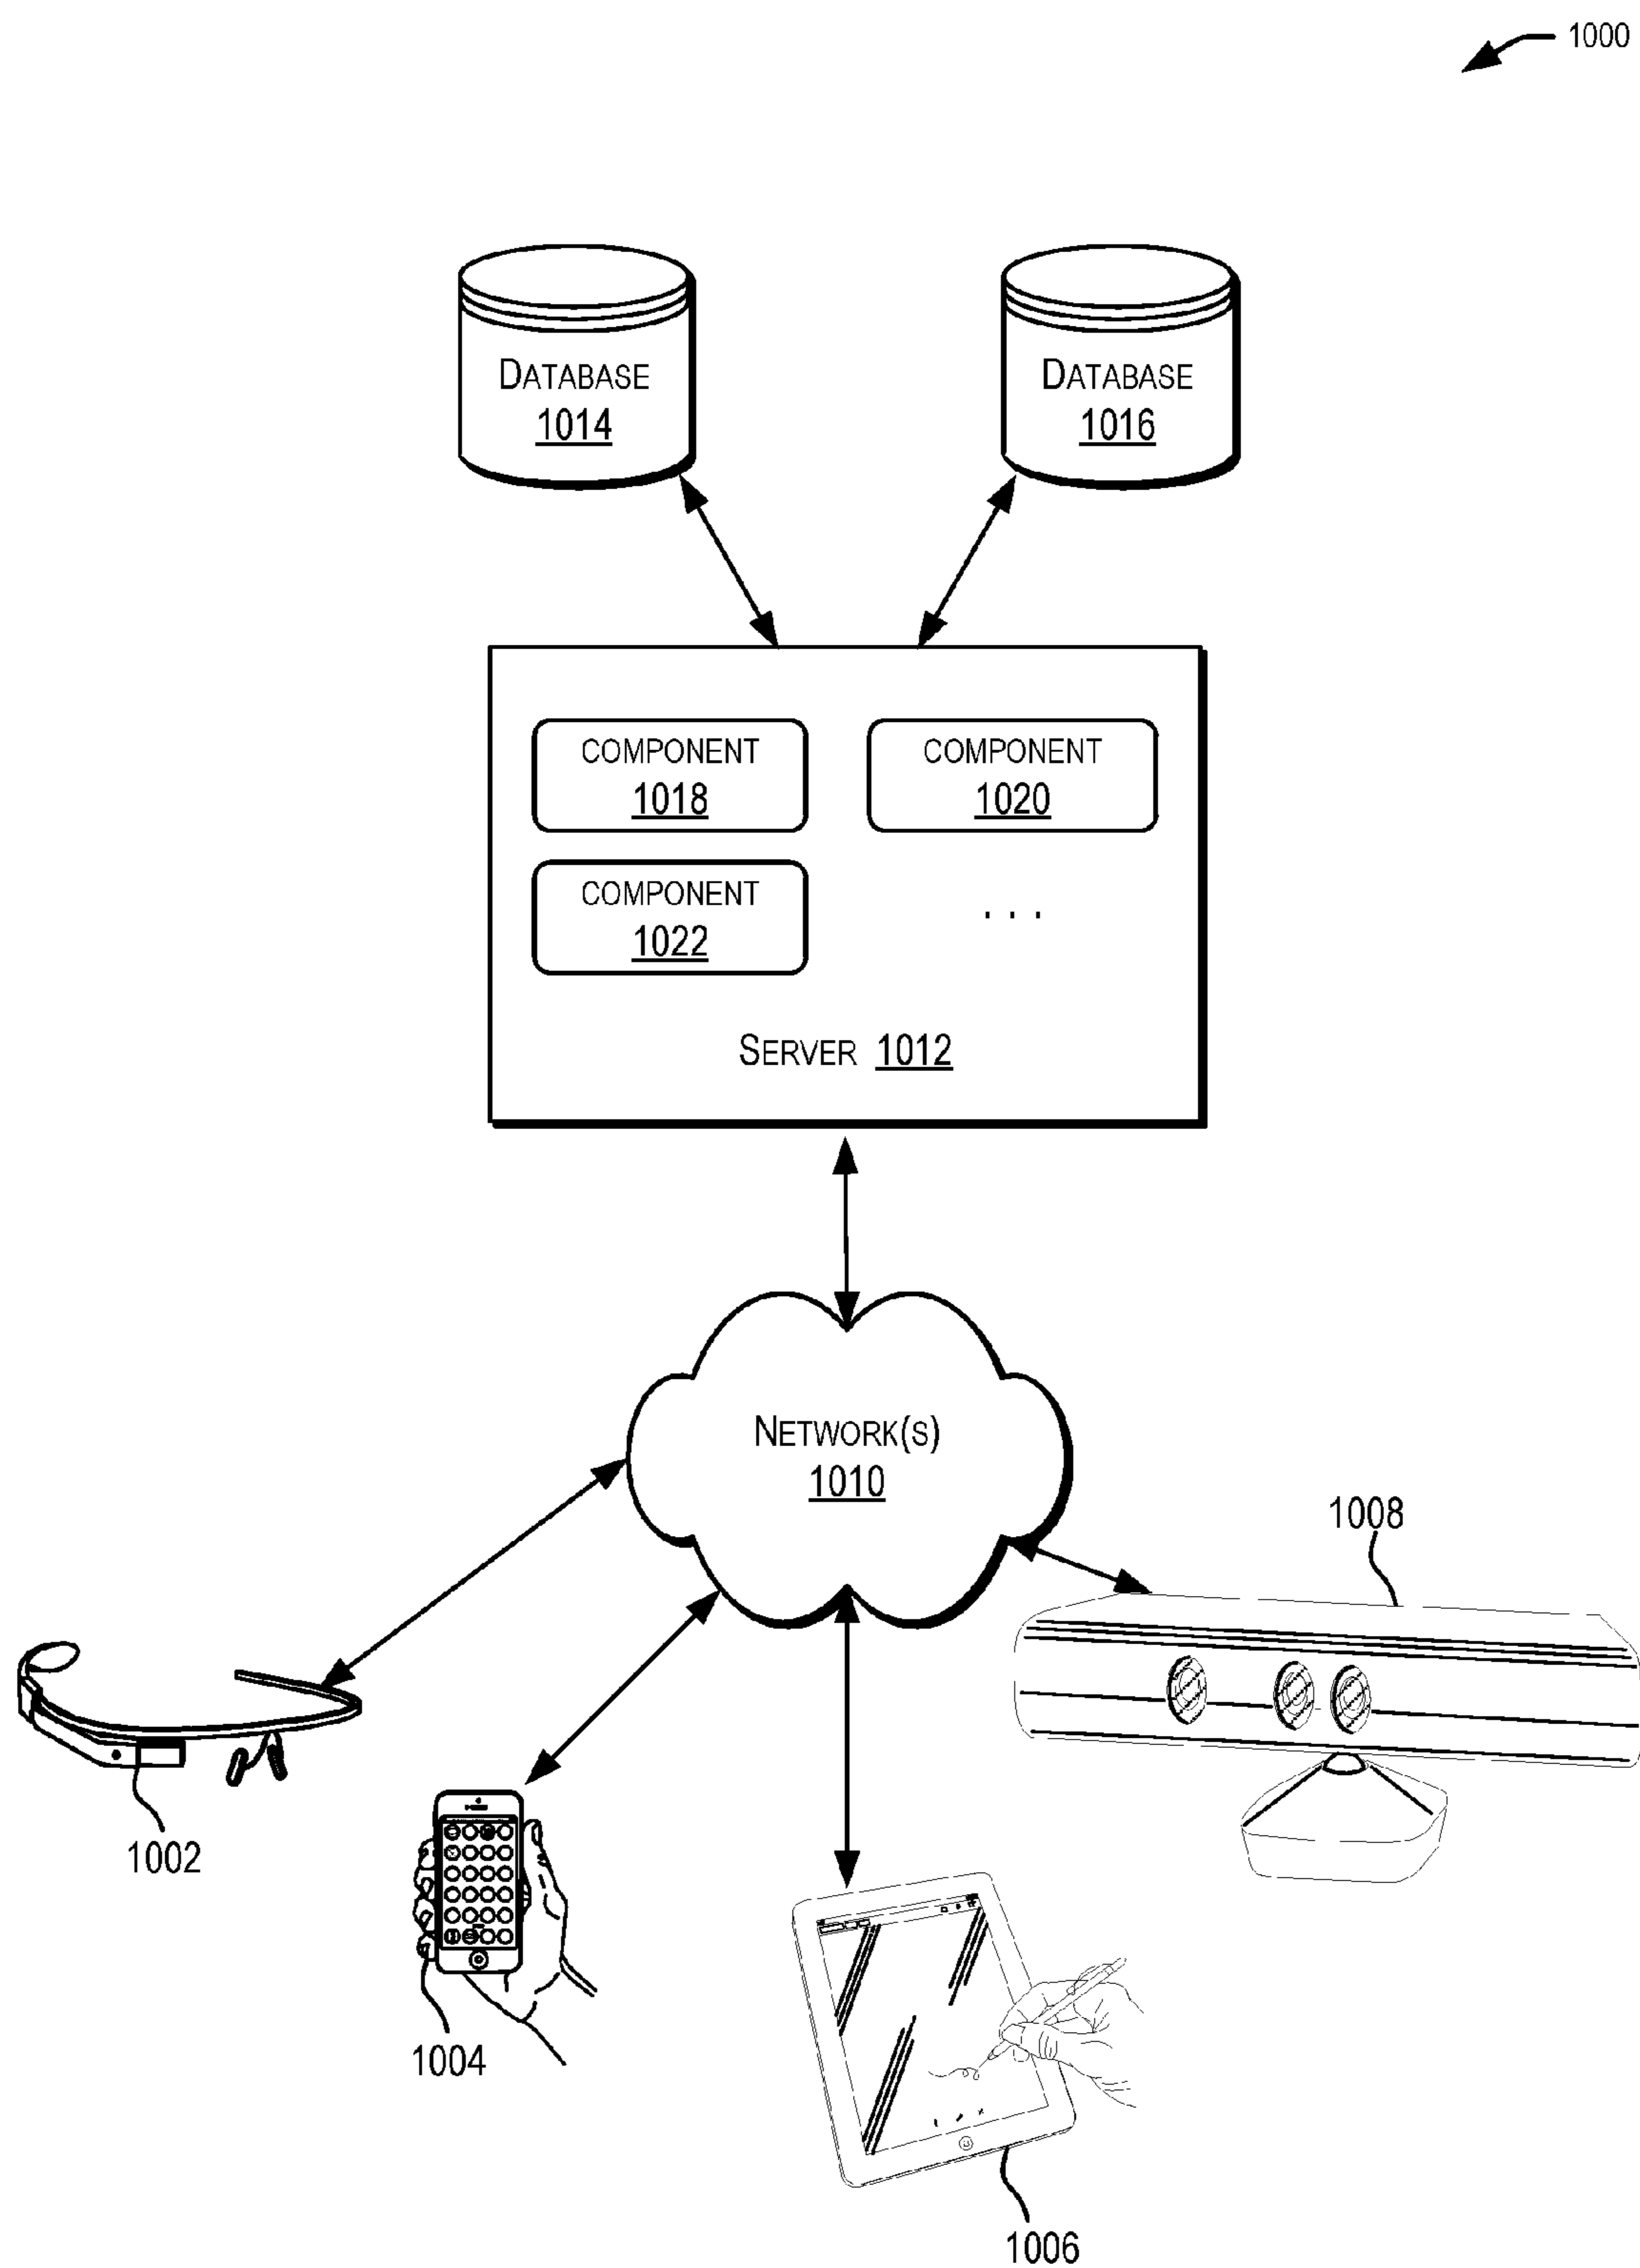 1000
DATABASE
1014
DATABASE
1016
COMPONENT
1018
COMPONENT
1020
COMPONENT
1022
. . .
SERVER 1012
NETWORK(S)
1010
1008
1002
1004
1006